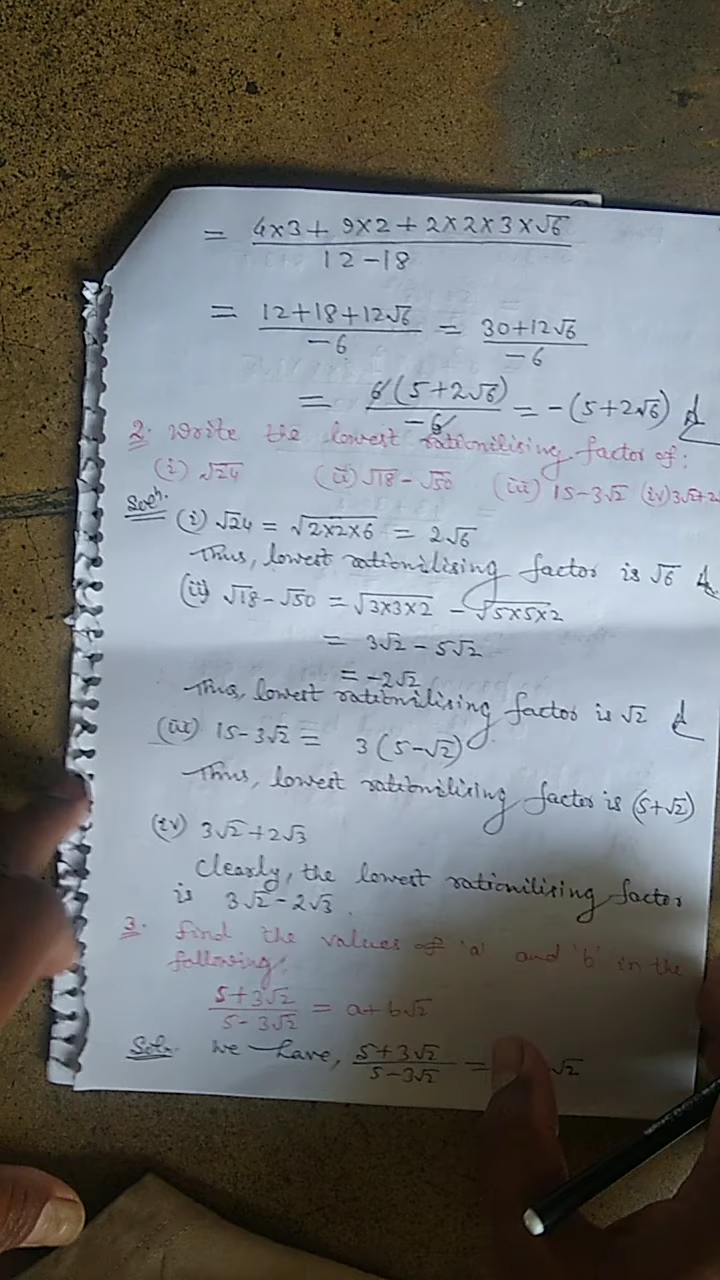 = (4×3 + 9×2 + 2×2×3×√6)/(12-18)
= (12+18+12√6)/(-6) = (30+12√6)/(-6)
= 6(5+2√6)/(-6) = -(5+2√6)
2. Write the lowest rationilising factor of:
(i) √24 (ii) √18 - √50 (iii) 15-3√2 (iv) 3√2+2
Soln. (i) √24 = √(2×2×6) = 2√6
Thus, lowest rationilising factor is √6
(ii) √18 - √50 = √(3×3×2) - √(5×5×2)
= 3√2 - 5√2
= -2√2
Thus, lowest rationilising factor is √2
(iii) 15-3√2 = 3(5-√2)
Thus, lowest rationilising factor is (5+√2)
(iv) 3√2+2√3
Clearly, the lowest rationilising factor
is 3√2-2√3.
3. Find the values of 'a' and 'b' in the
following.
(5+3√2)/(5-3√2) = a+b√2
Soln. We have, (5+3√2)/(5-3√2) = √2